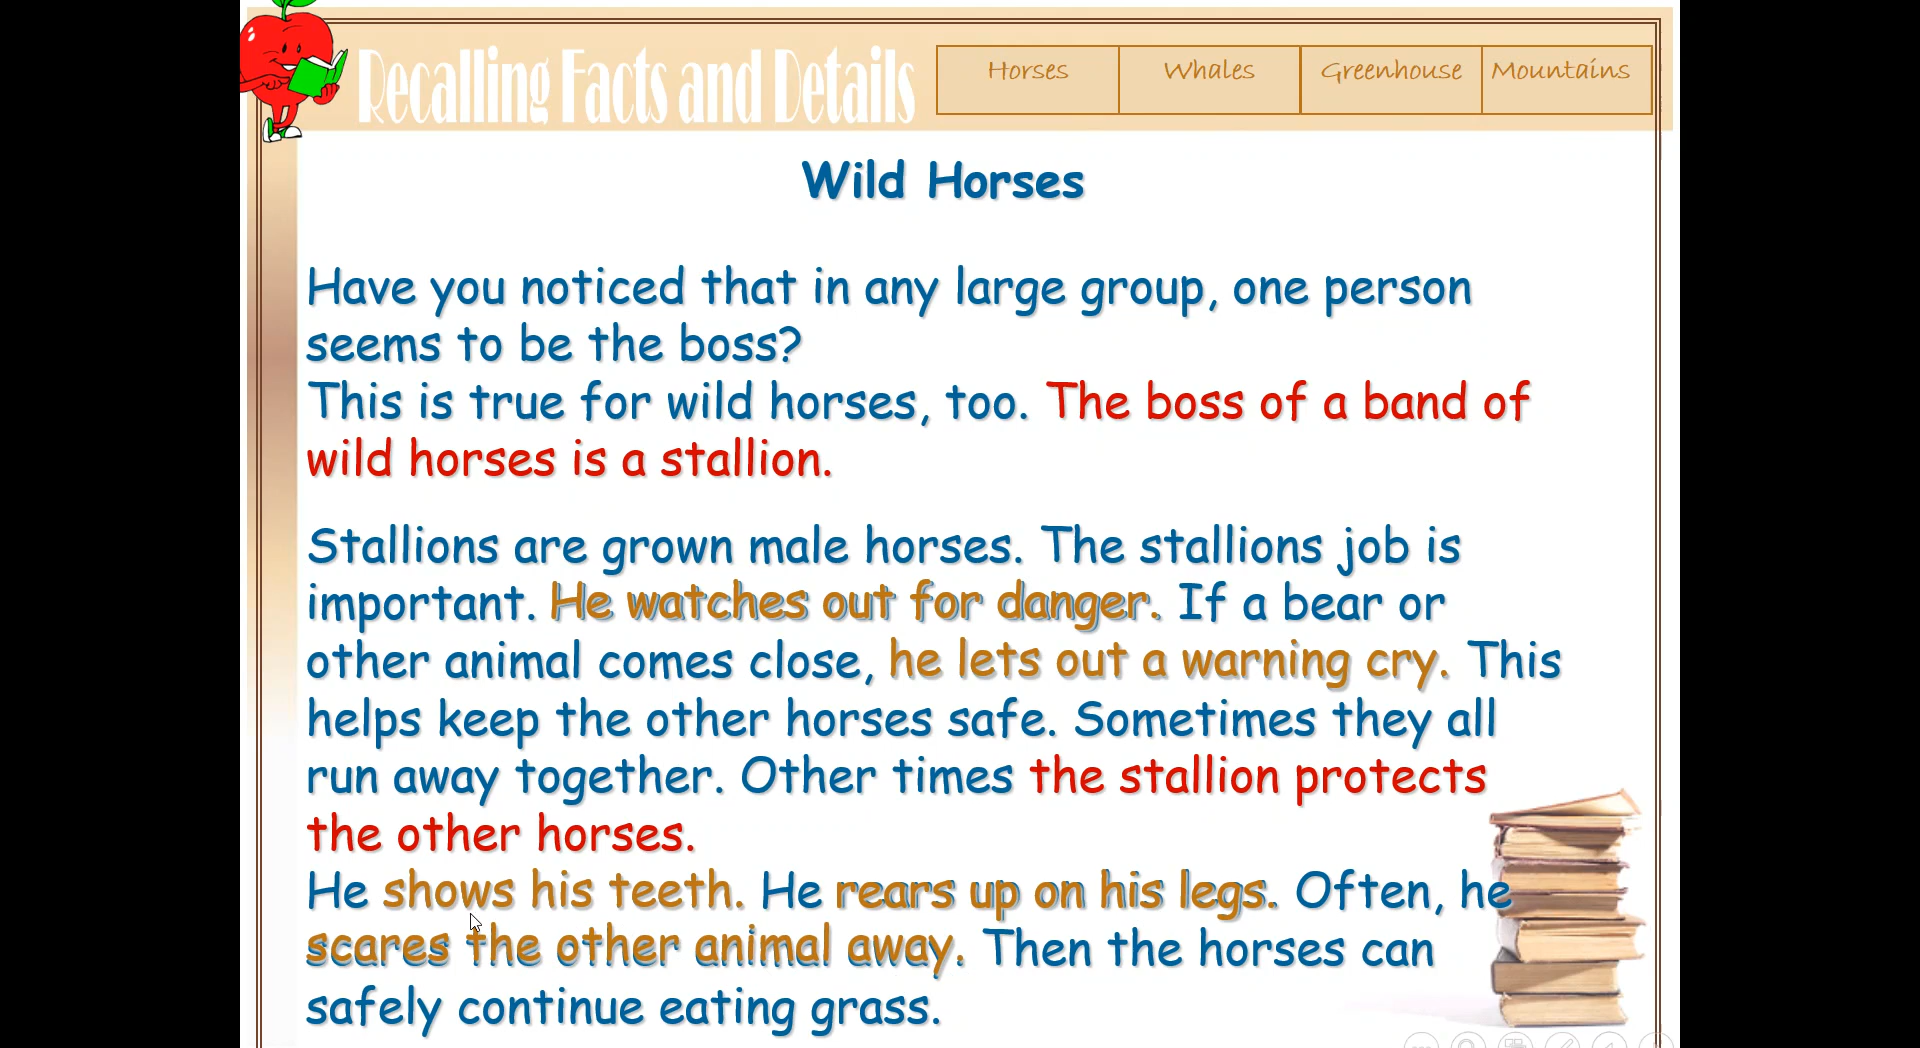 Recalling Facts and Details
Horses Whales Greenhouse Mountains
Wild Horses
Have you noticed that in any large group, one person
seems to be the boss?
This is true for wild horses, too. The boss of a band of
wild horses is a stallion.
Stallions are grown male horses. The stallions job is
important. He watches out for danger. If a bear or
other animal comes close, he lets out a warning cry. This
helps keep the other horses safe. Sometimes they all
run away together. Other times the stallion protects
the other horses.
He shows his teeth. He rears up on his legs. Often, he
scares the other animal away. Then the horses can
safely continue eating grass.